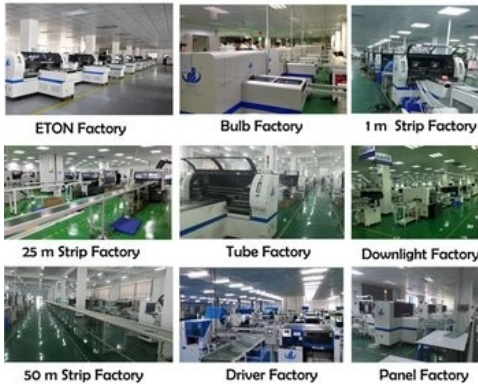 ETON Factory
Bulb Factory
1 m Strip Factory
25 m Strip Factory
Tube Factory
Downlight Factory
50 m Strip Factory
Driver Factory
Panel Factory